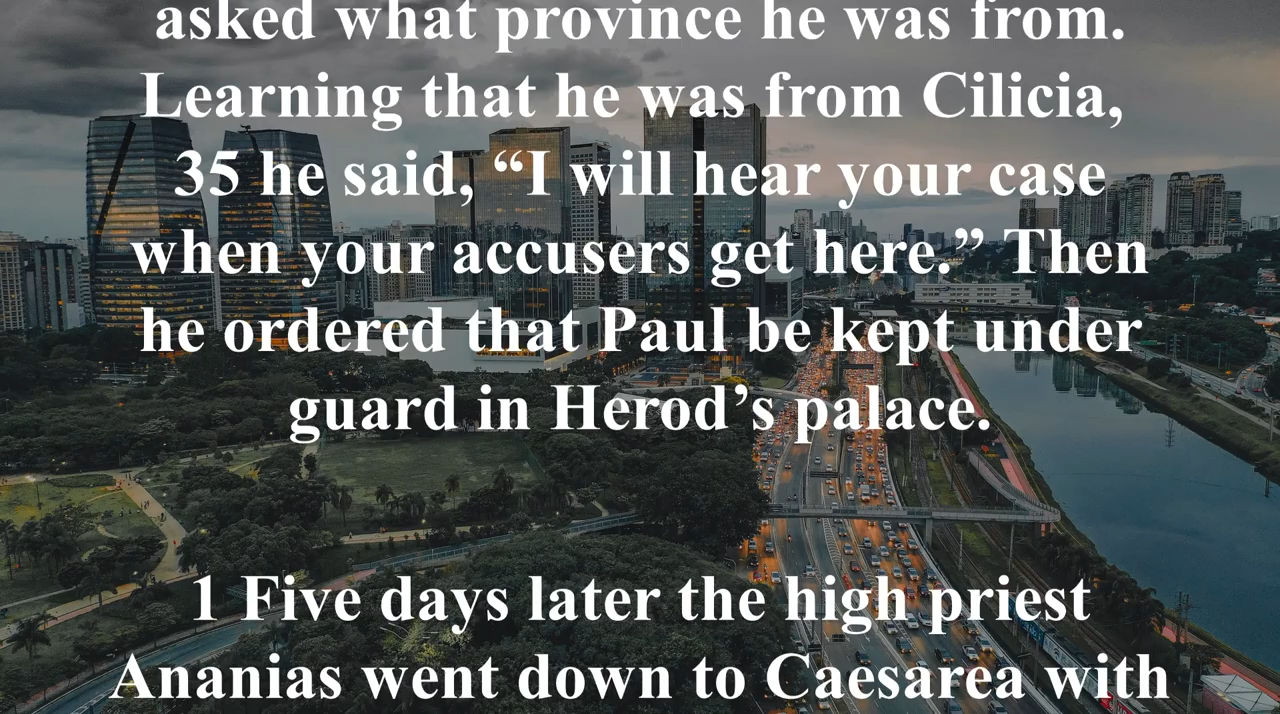 asked what province he was from.
Learning that he was from Cilicia,
35 he said, “I will hear your case
when your accusers get here.” Then
he ordered that Paul be kept under
guard in Herod’s palace.
1 Five days later the high priest
Ananias went down to Caesarea with